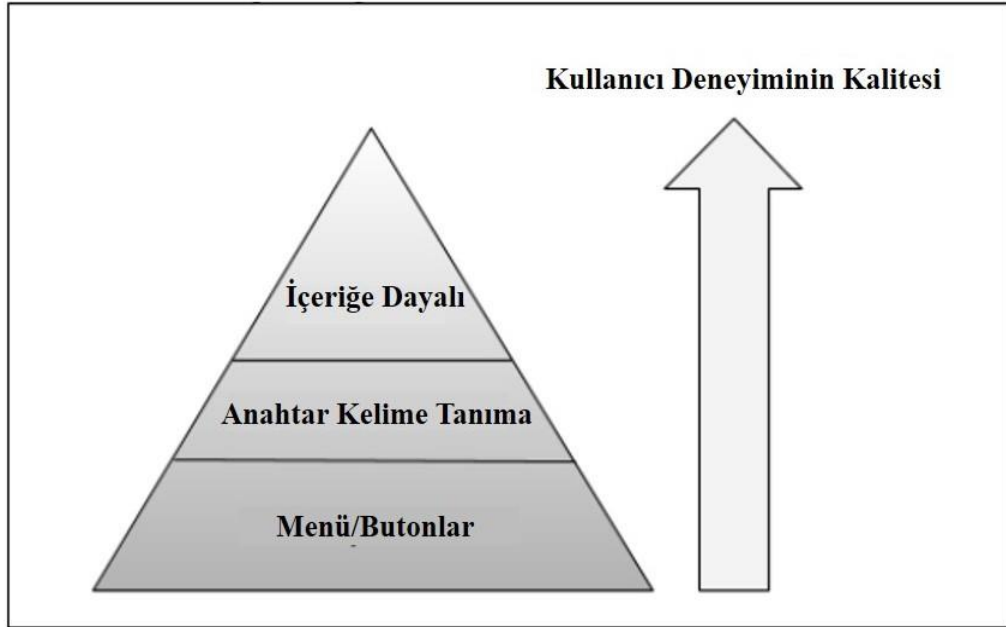 Kullanıcı Deneyiminin Kalitesi
İçeriğe Dayalı
Anahtar Kelime Tanıma
Menü/Butonlar